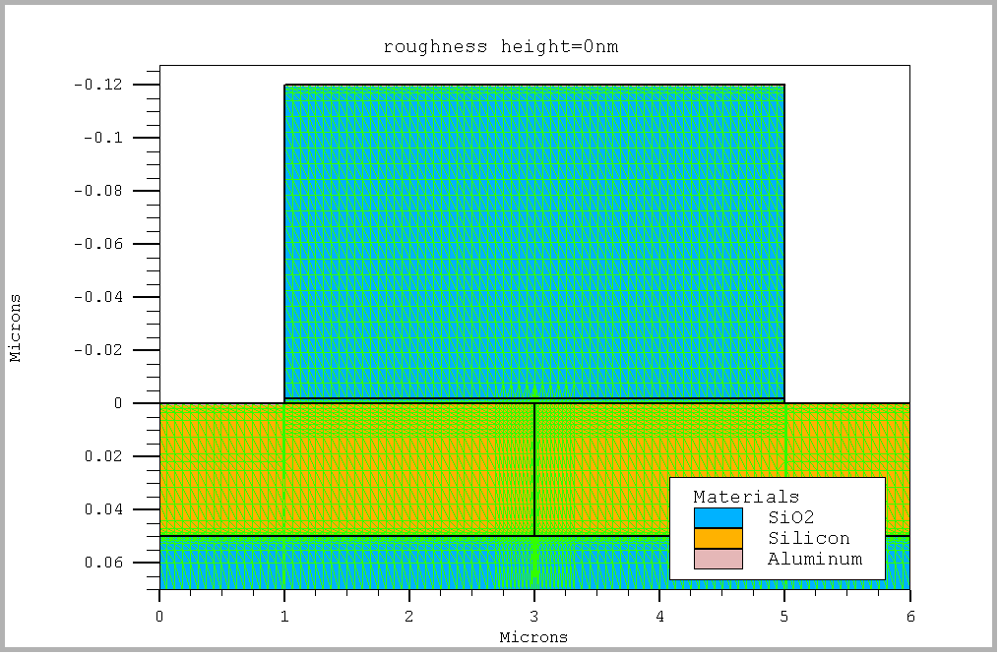 roughness height=0nm
-0.12
-0.1
-0.08
-0.06
-0.04
-0.02
0
0.02
0.04
0.06
Microns
Materials
SiO2
Silicon
Aluminum
0 1 2 3 4 5 6
Microns